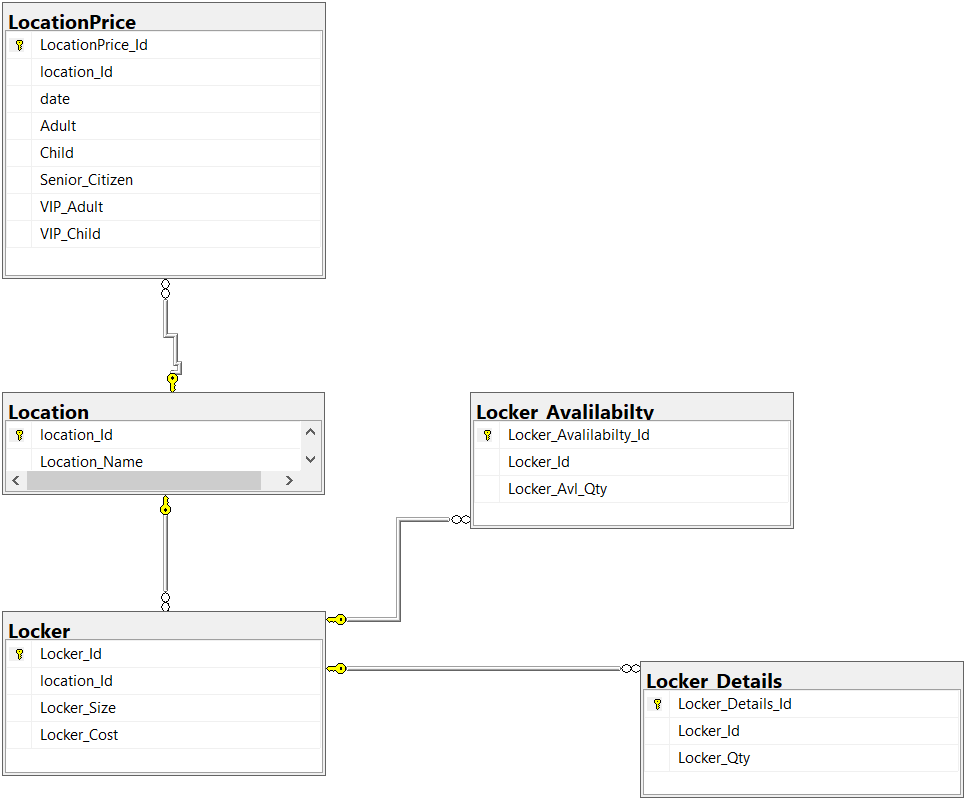 LocationPrice
LocationPrice_Id
location_Id
date
Adult
Child
Senior_Citizen
VIP_Adult
VIP_Child
Location
location_Id
Location_Name
Locker_Avalilabilty
Locker_Avalilabilty_Id
Locker_Id
Locker_Avl_Qty
Locker
Locker_Id
location_Id
Locker_Size
Locker_Cost
Locker_Details
Locker_Details_Id
Locker_Id
Locker_Qty